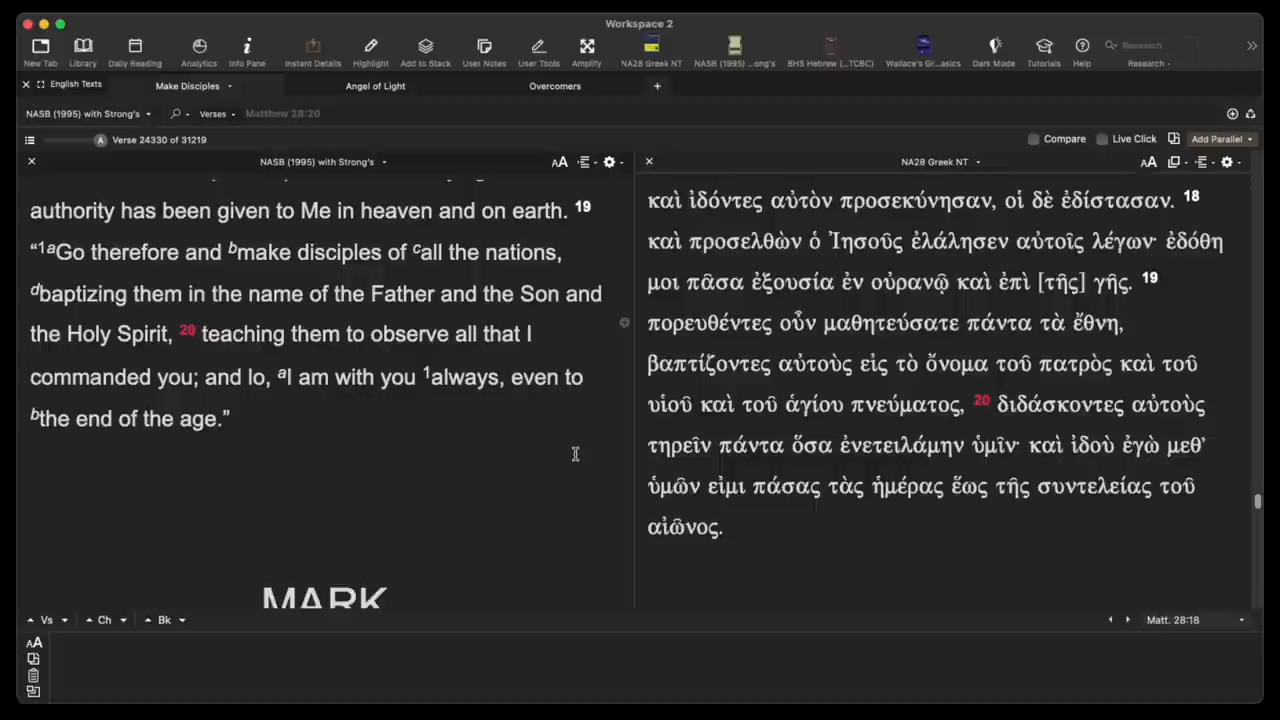 Workspace 2
New Tab Library Daily Reading Analytics Info Pane Instant Details Highlight Add to Stack User Notes User Tools Amplify NA28 Greek NT NASB (1995) ...ong's BHS Hebrew (...TCBC) Wallace's Gr...asics Dark Mode Tutorials Help Research
Research
English Texts Make Disciples Angel of Light Overcomers +
NASB (1995) with Strong's Verses Matthew 28:20
A Verse 24330 of 31219 Compare Live Click Add Parallel
NASB (1995) with Strong's AA
authority has been given to Me in heaven and on earth. 19
“1aGo therefore and bmake disciples of call the nations,
dbaptizing them in the name of the Father and the Son and
the Holy Spirit, 20 teaching them to observe all that I
commanded you; and lo, aI am with you 1always, even to
bthe end of the age.”
MARK
NA28 Greek NT AA
καὶ ἰδόντες αὐτὸν προσεκύνησαν, οἱ δὲ ἐδίστασαν. 18
καὶ προσελθὼν ὁ Ἰησοῦς ἐλάλησεν αὐτοῖς λέγων· ἐδόθη
μοι πᾶσα ἐξουσία ἐν οὐρανῷ καὶ ἐπὶ [τῆς] γῆς. 19
πορευθέντες οὖν μαθητεύσατε πάντα τὰ ἔθνη,
βαπτίζοντες αὐτοὺς εἰς τὸ ὄνομα τοῦ πατρὸς καὶ τοῦ
υἱοῦ καὶ τοῦ ἁγίου πνεύματος, 20 διδάσκοντες αὐτοὺς
τηρεῖν πάντα ὅσα ἐνετειλάμην ὑμῖν· καὶ ἰδοὺ ἐγὼ μεθ’
ὑμῶν εἰμι πάσας τὰς ἡμέρας ἕως τῆς συντελείας τοῦ
αἰῶνος.
Vs Ch Bk Matt. 28:18
AA